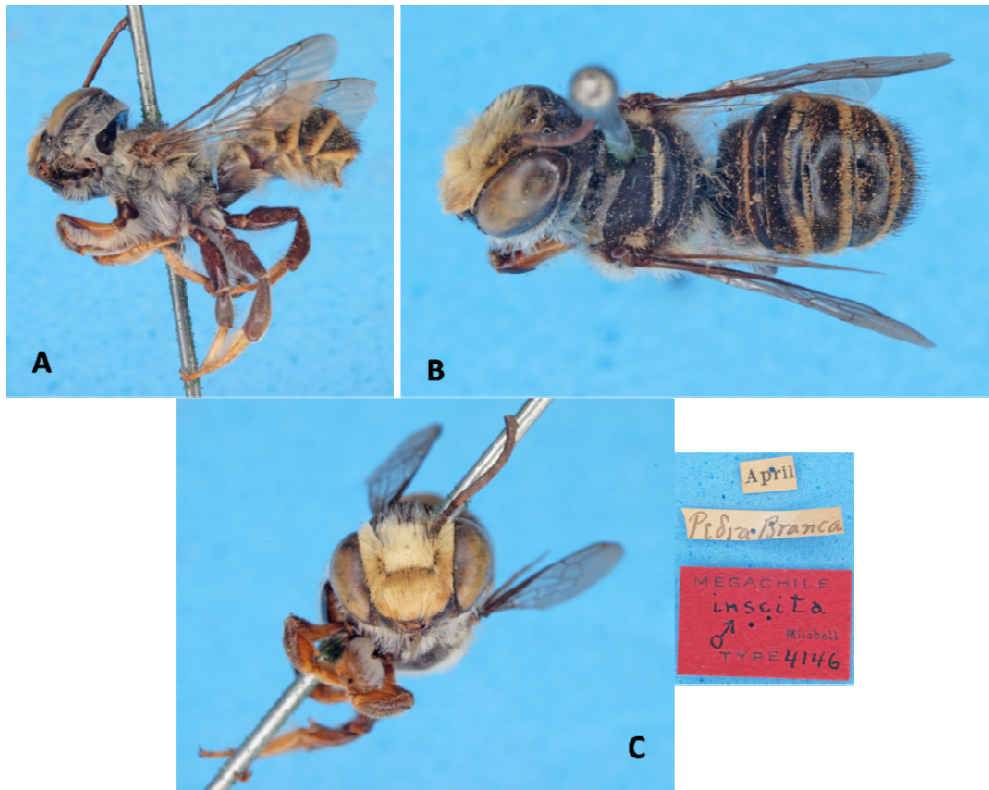 A
B
C
April
Pedra Branca
MEGACHILE
inscita
♂
Mitchell
TYPE 4146